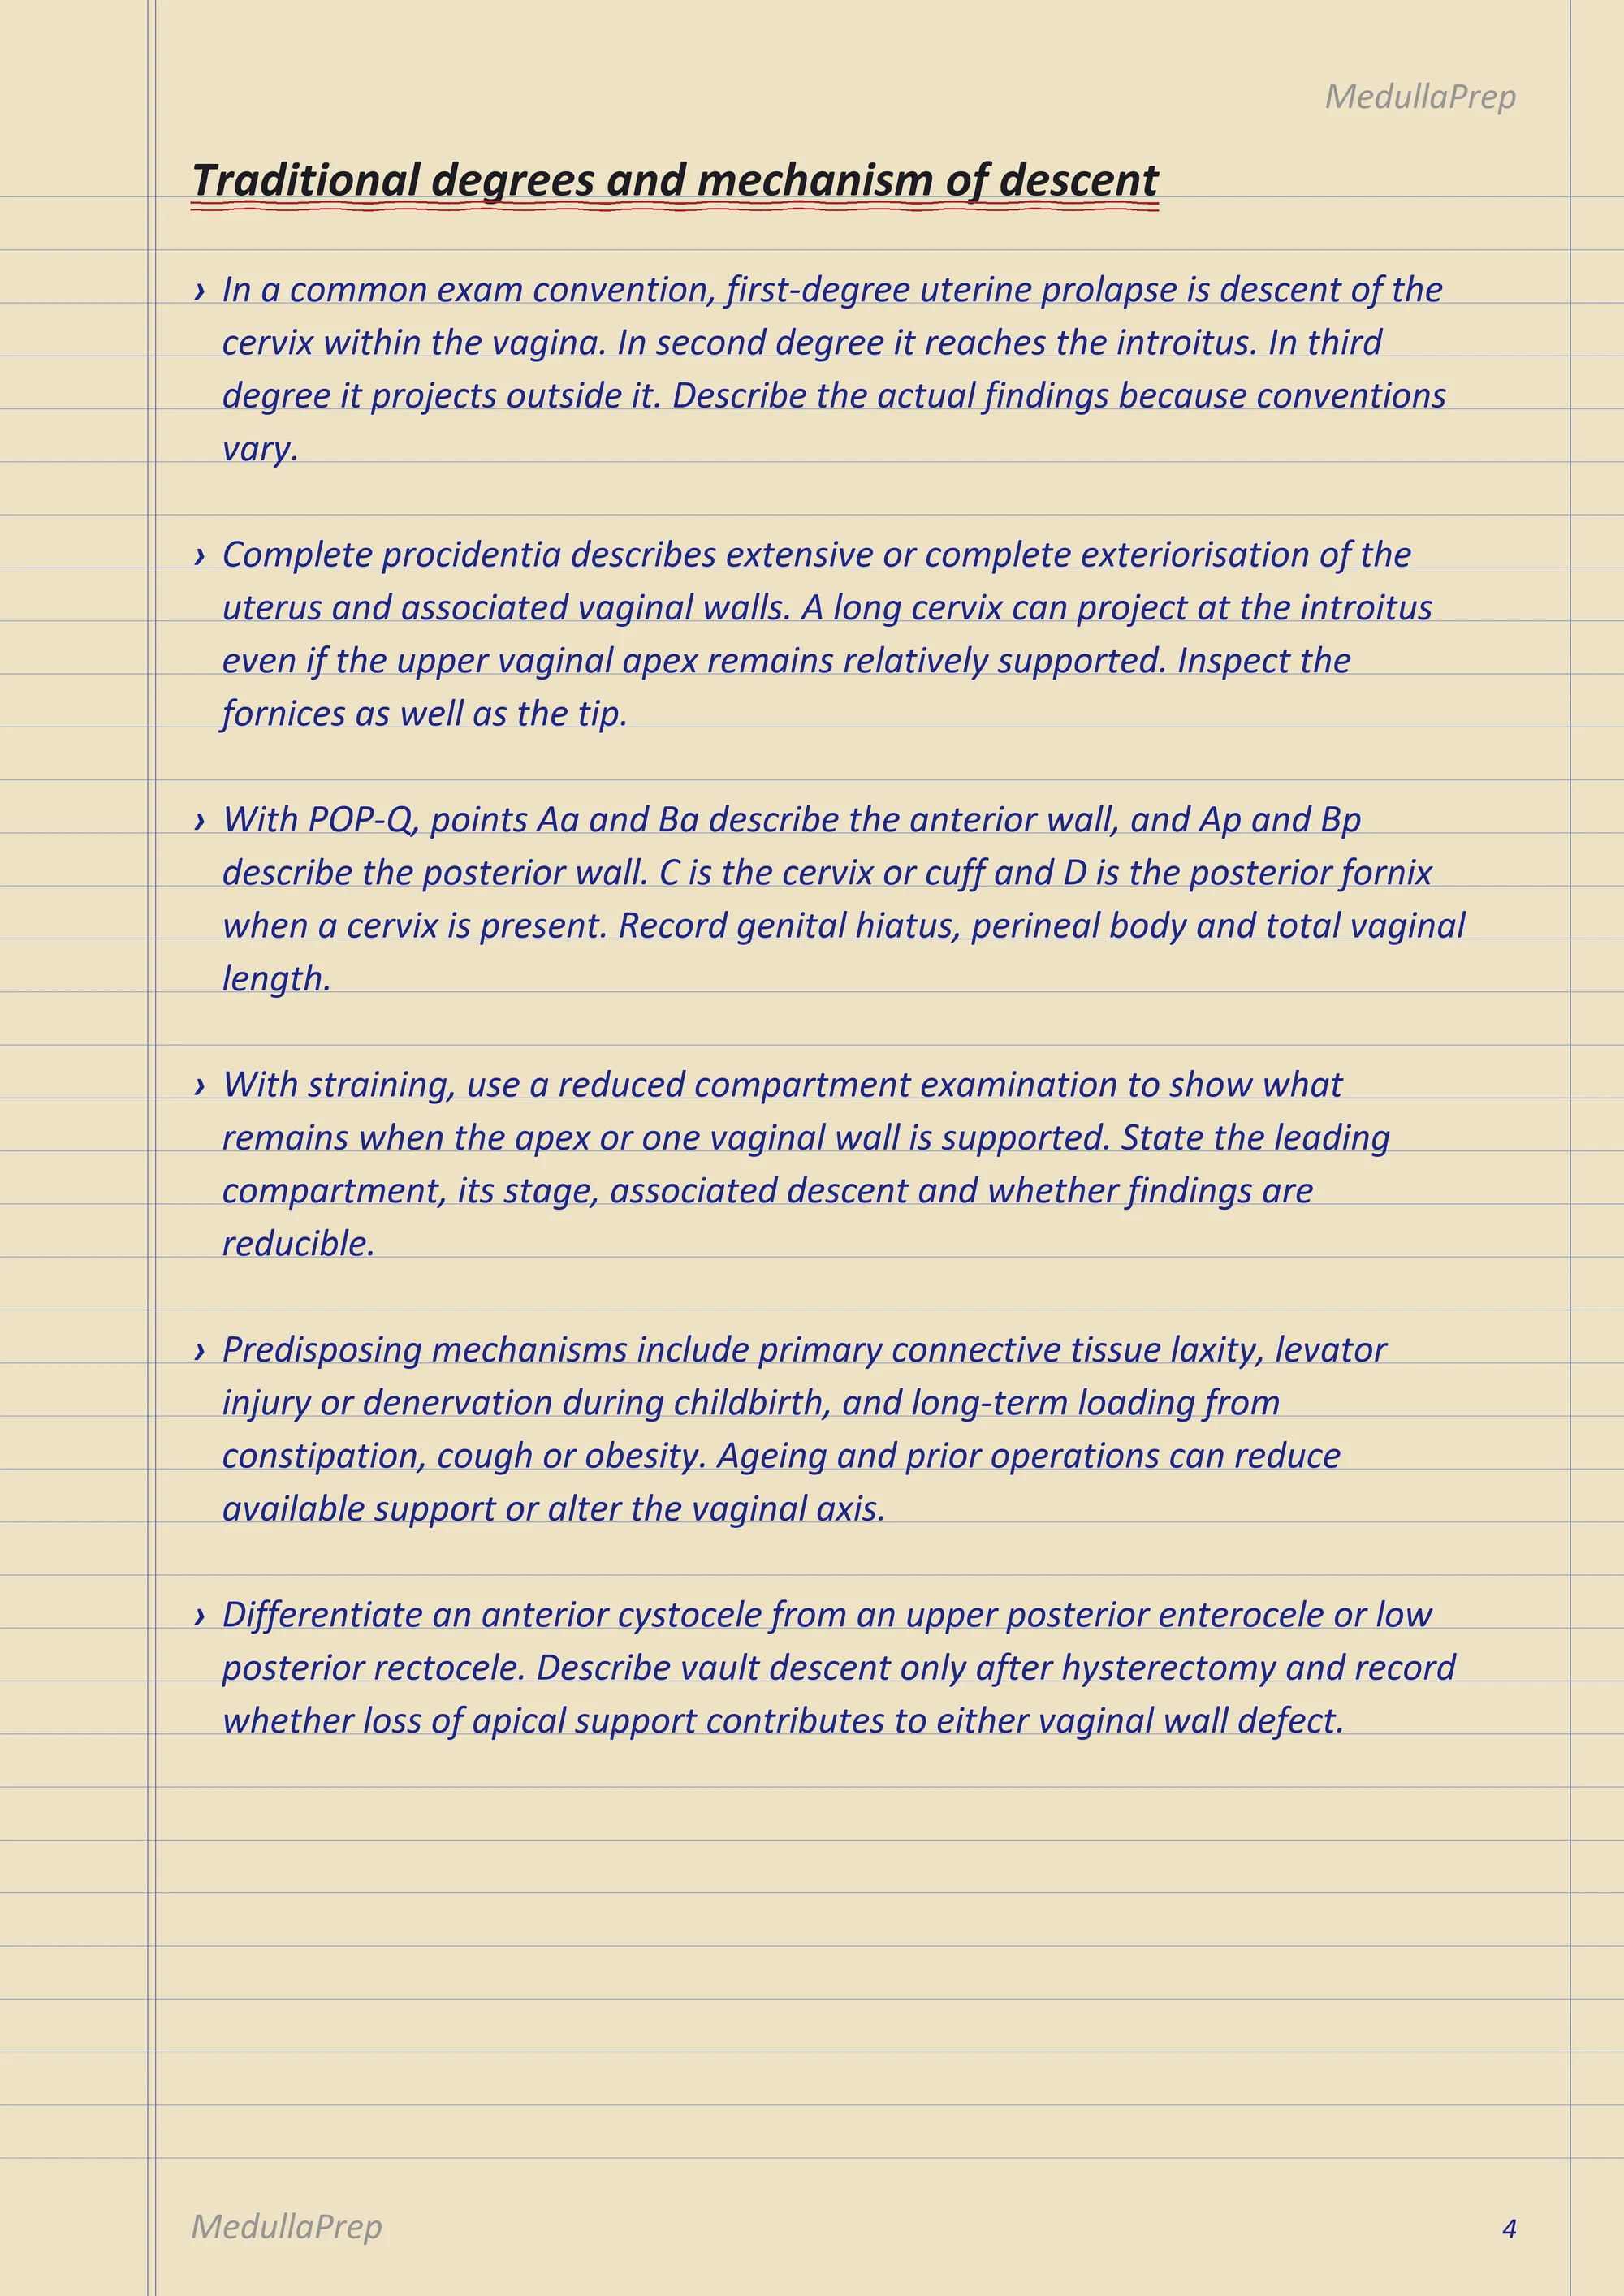 MedullaPrep
Traditional degrees and mechanism of descent
› In a common exam convention, first-degree uterine prolapse is descent of the
cervix within the vagina. In second degree it reaches the introitus. In third
degree it projects outside it. Describe the actual findings because conventions
vary.
› Complete procidentia describes extensive or complete exteriorisation of the
uterus and associated vaginal walls. A long cervix can project at the introitus
even if the upper vaginal apex remains relatively supported. Inspect the
fornices as well as the tip.
› With POP-Q, points Aa and Ba describe the anterior wall, and Ap and Bp
describe the posterior wall. C is the cervix or cuff and D is the posterior fornix
when a cervix is present. Record genital hiatus, perineal body and total vaginal
length.
› With straining, use a reduced compartment examination to show what
remains when the apex or one vaginal wall is supported. State the leading
compartment, its stage, associated descent and whether findings are
reducible.
› Predisposing mechanisms include primary connective tissue laxity, levator
injury or denervation during childbirth, and long-term loading from
constipation, cough or obesity. Ageing and prior operations can reduce
available support or alter the vaginal axis.
› Differentiate an anterior cystocele from an upper posterior enterocele or low
posterior rectocele. Describe vault descent only after hysterectomy and record
whether loss of apical support contributes to either vaginal wall defect.
MedullaPrep
4